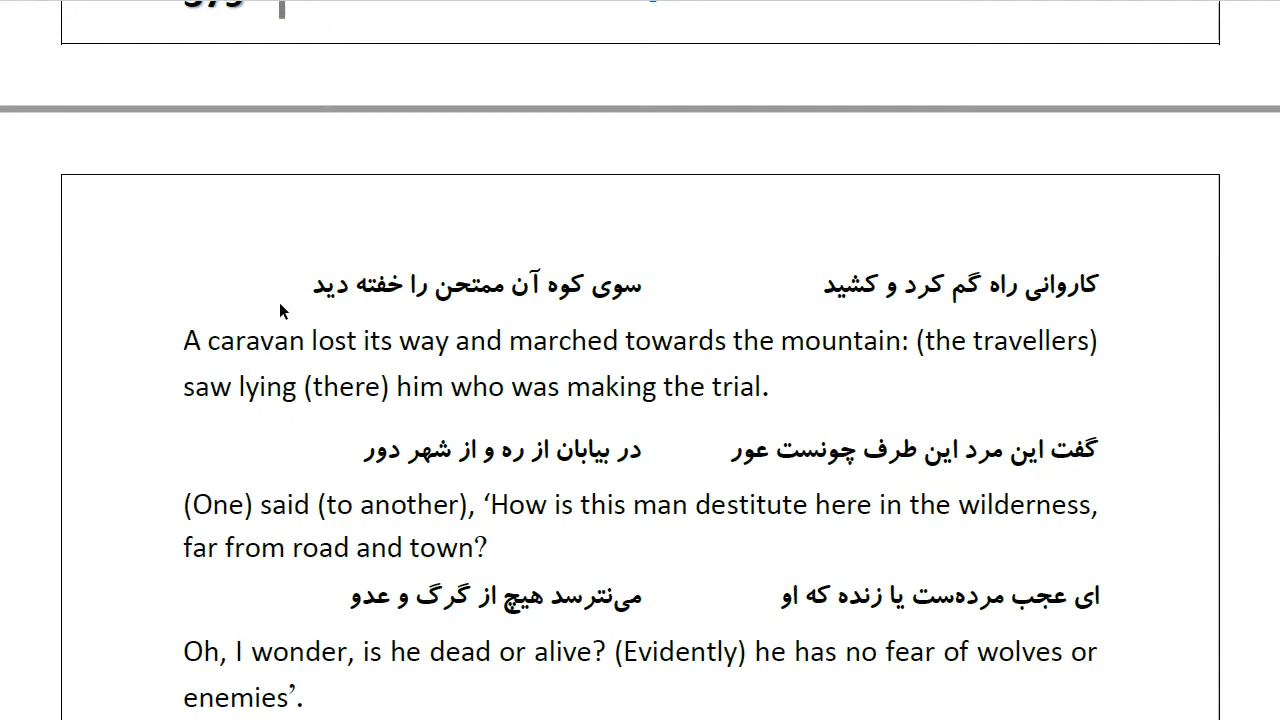 کاروانی راه گم کرد و کشید سوی کوه آن ممتحن را خفته دید
A caravan lost its way and marched towards the mountain: (the travellers)
saw lying (there) him who was making the trial.
گفت این مرد این طرف چونست عور در بیابان از ره و از شهر دور
(One) said (to another), ‘How is this man destitute here in the wilderness,
far from road and town?
ای عجب مرده‌ست یا زنده که او می‌نترسد هیچ از گرگ و عدو
Oh, I wonder, is he dead or alive? (Evidently) he has no fear of wolves or
enemies’.